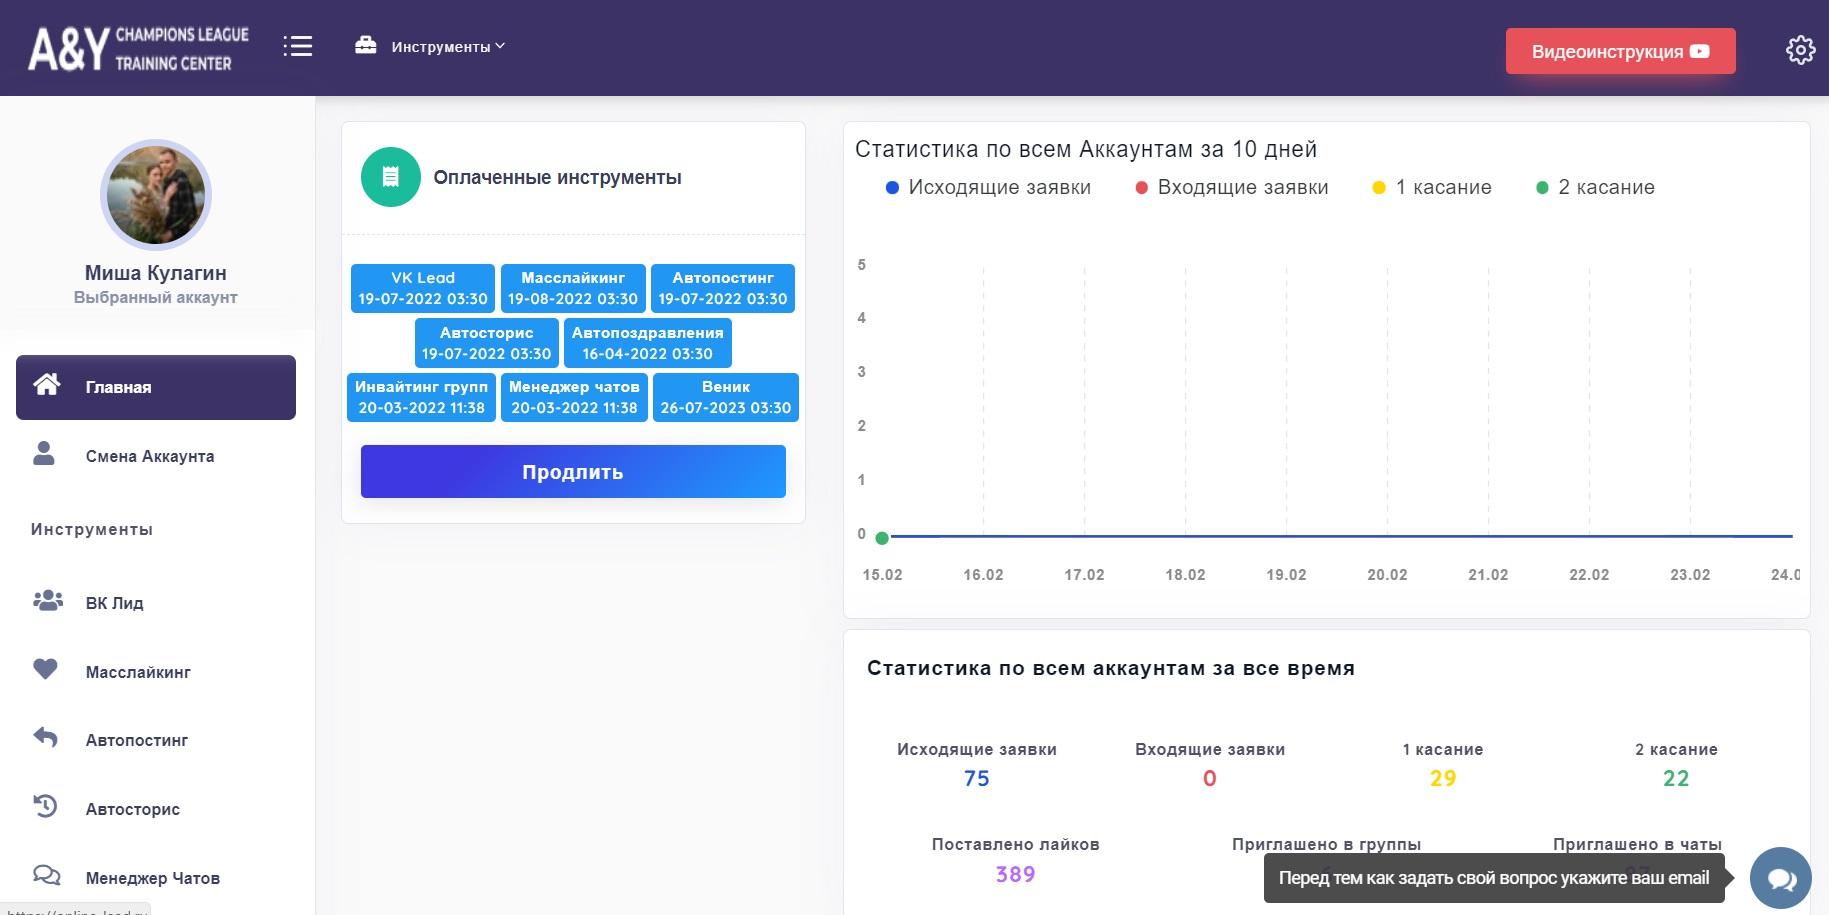 A&Y CHAMPIONS LEAGUE
TRAINING CENTER
Инструменты
Видеоинструкция
Миша Кулагин
Выбранный аккаунт
Главная
Смена Аккаунта
Инструменты
ВК Лид
Масслайкинг
Автопостинг
Автосторис
Менеджер Чатов
Оплаченные инструменты
VK Lead
19-07-2022 03:30
Масслайкинг
19-08-2022 03:30
Автопостинг
19-07-2022 03:30
Автосторис
19-07-2022 03:30
Автопоздравления
16-04-2022 03:30
Инвайтинг групп
20-03-2022 11:38
Менеджер чатов
20-03-2022 11:38
Веник
26-07-2023 03:30
Продлить
Статистика по всем Аккаунтам за 10 дней
Исходящие заявки Входящие заявки 1 касание 2 касание
5
4
3
2
1
0
15.02 16.02 17.02 18.02 19.02 20.02 21.02 22.02 23.02 24.0
Статистика по всем аккаунтам за все время
Исходящие заявки Входящие заявки 1 касание 2 касание
75 0 29 22
Поставлено лайков Приглашено в группы Приглашено в чаты
389
Перед тем как задать свой вопрос укажите ваш email